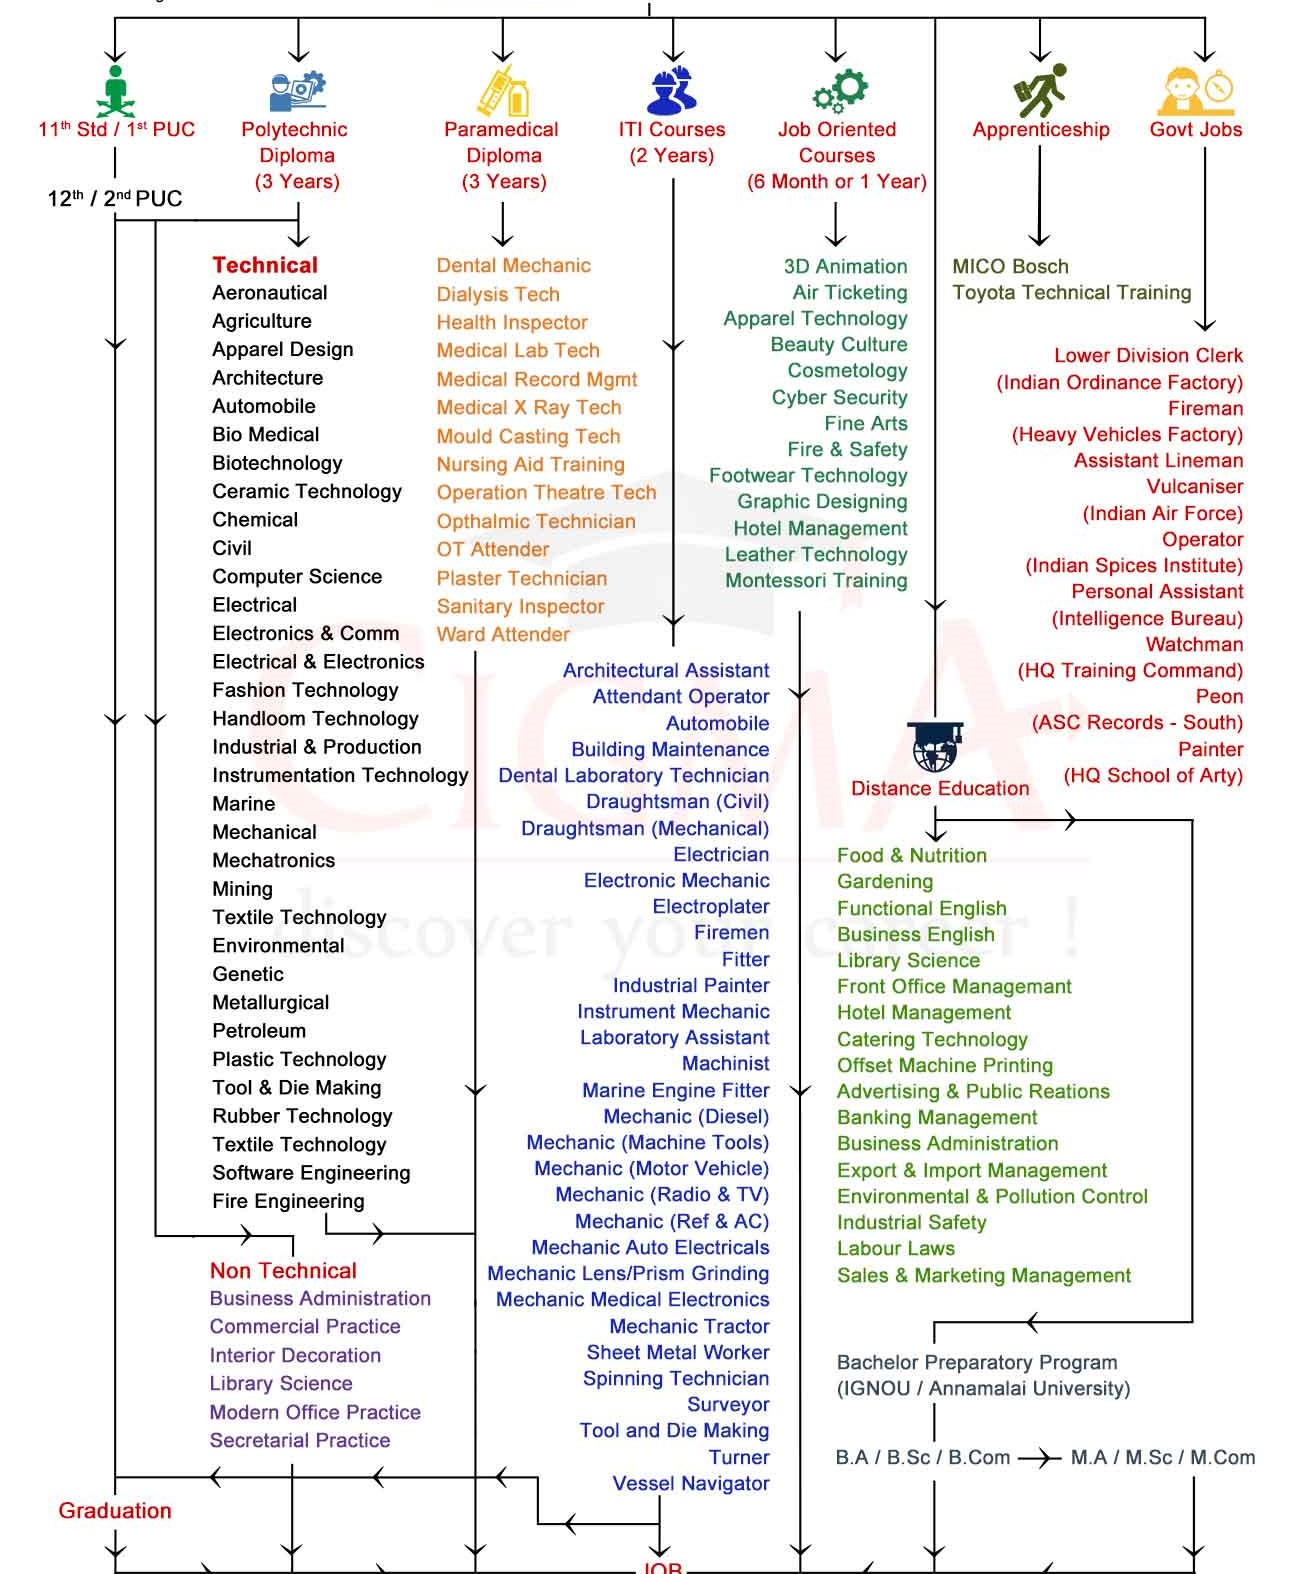 11th Std / 1st PUC
12th / 2nd PUC
Polytechnic
Diploma
(3 Years)
Paramedical
Diploma
(3 Years)
ITI Courses
(2 Years)
Job Oriented
Courses
(6 Month or 1 Year)
Apprenticeship
Govt Jobs
Technical
Aeronautical
Agriculture
Apparel Design
Architecture
Automobile
Bio Medical
Biotechnology
Ceramic Technology
Chemical
Civil
Computer Science
Electrical
Electronics & Comm
Electrical & Electronics
Fashion Technology
Handloom Technology
Industrial & Production
Instrumentation Technology
Marine
Mechanical
Mechatronics
Mining
Textile Technology
Environmental
Genetic
Metallurgical
Petroleum
Plastic Technology
Tool & Die Making
Rubber Technology
Textile Technology
Software Engineering
Fire Engineering
Non Technical
Business Administration
Commercial Practice
Interior Decoration
Library Science
Modern Office Practice
Secretarial Practice
Dental Mechanic
Dialysis Tech
Health Inspector
Medical Lab Tech
Medical Record Mgmt
Medical X Ray Tech
Mould Casting Tech
Nursing Aid Training
Operation Theatre Tech
Opthalmic Technician
OT Attender
Plaster Technician
Sanitary Inspector
Ward Attender
Architectural Assistant
Attendant Operator
Automobile
Building Maintenance
Dental Laboratory Technician
Draughtsman (Civil)
Draughtsman (Mechanical)
Electrician
Electronic Mechanic
Electroplater
Firemen
Fitter
Industrial Painter
Instrument Mechanic
Laboratory Assistant
Machinist
Marine Engine Fitter
Mechanic (Diesel)
Mechanic (Machine Tools)
Mechanic (Motor Vehicle)
Mechanic (Radio & TV)
Mechanic (Ref & AC)
Mechanic Auto Electricals
Mechanic Lens/Prism Grinding
Mechanic Medical Electronics
Mechanic Tractor
Sheet Metal Worker
Spinning Technician
Surveyor
Tool and Die Making
Turner
Vessel Navigator
3D Animation
Air Ticketing
Apparel Technology
Beauty Culture
Cosmetology
Cyber Security
Fine Arts
Fire & Safety
Footwear Technology
Graphic Designing
Hotel Management
Leather Technology
Montessori Training
MICO Bosch
Toyota Technical Training
Lower Division Clerk
(Indian Ordinance Factory)
Fireman
(Heavy Vehicles Factory)
Assistant Lineman
Vulcaniser
(Indian Air Force)
Operator
(Indian Spices Institute)
Personal Assistant
(Intelligence Bureau)
Watchman
(HQ Training Command)
Peon
(ASC Records - South)
Painter
(HQ School of Arty)
Distance Education
Food & Nutrition
Gardening
Functional English
Business English
Library Science
Front Office Managemant
Hotel Management
Catering Technology
Offset Machine Printing
Advertising & Public Reations
Banking Management
Business Administration
Export & Import Management
Environmental & Pollution Control
Industrial Safety
Labour Laws
Sales & Marketing Management
Bachelor Preparatory Program
(IGNOU / Annamalai University)
B.A / B.Sc / B.Com
M.A / M.Sc / M.Com
Graduation
JOB
CIGMA
discover your career !